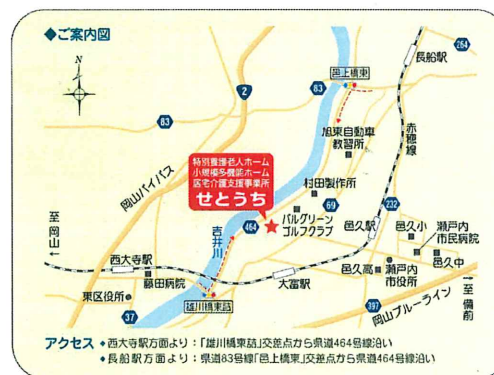 ◆ご案内図
N
2
83
83
264
長船駅
邑上橋東
旭東自動車
教習所
赤穂線
特別養護老人ホーム
小規模多機能ホーム
居宅介護支援事業所
せとうち
岡山バイパス
村田製作所
69
232
至岡山←
吉井川
464
バルグリーン
ゴルフクラブ
邑久駅
邑久小
瀬戸内
市民病院
西大寺駅
藤田病院
大富駅
邑久高
瀬戸内
市役所
邑久中
東区役所
37
雄川橋東詰
397
岡山ブルーライン
→至備前
アクセス
◆西大寺駅方面より：「雄川橋東詰」交差点から県道464号線沿い
◆長船駅方面より：県道83号線「邑上橋東」交差点から県道464号線沿い